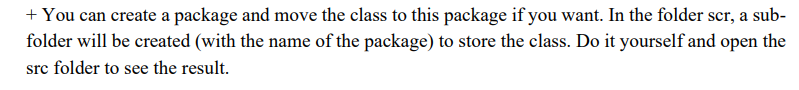 + You can create a package and move the class to this package if you want. In the folder scr, a sub-
folder will be created (with the name of the package) to store the class. Do it yourself and open the
src folder to see the result.